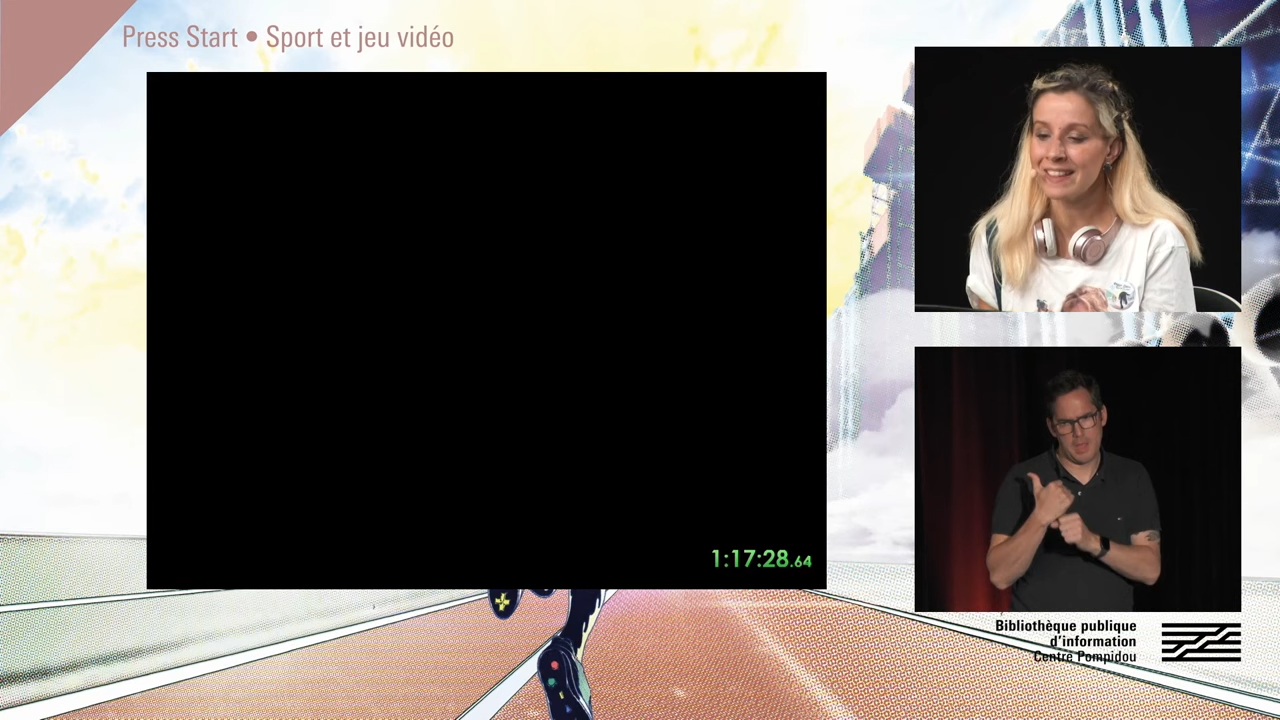 Press Start • Sport et jeu vidéo
1:17:28.64
Bibliothèque publique
d'information
Centre Pompidou